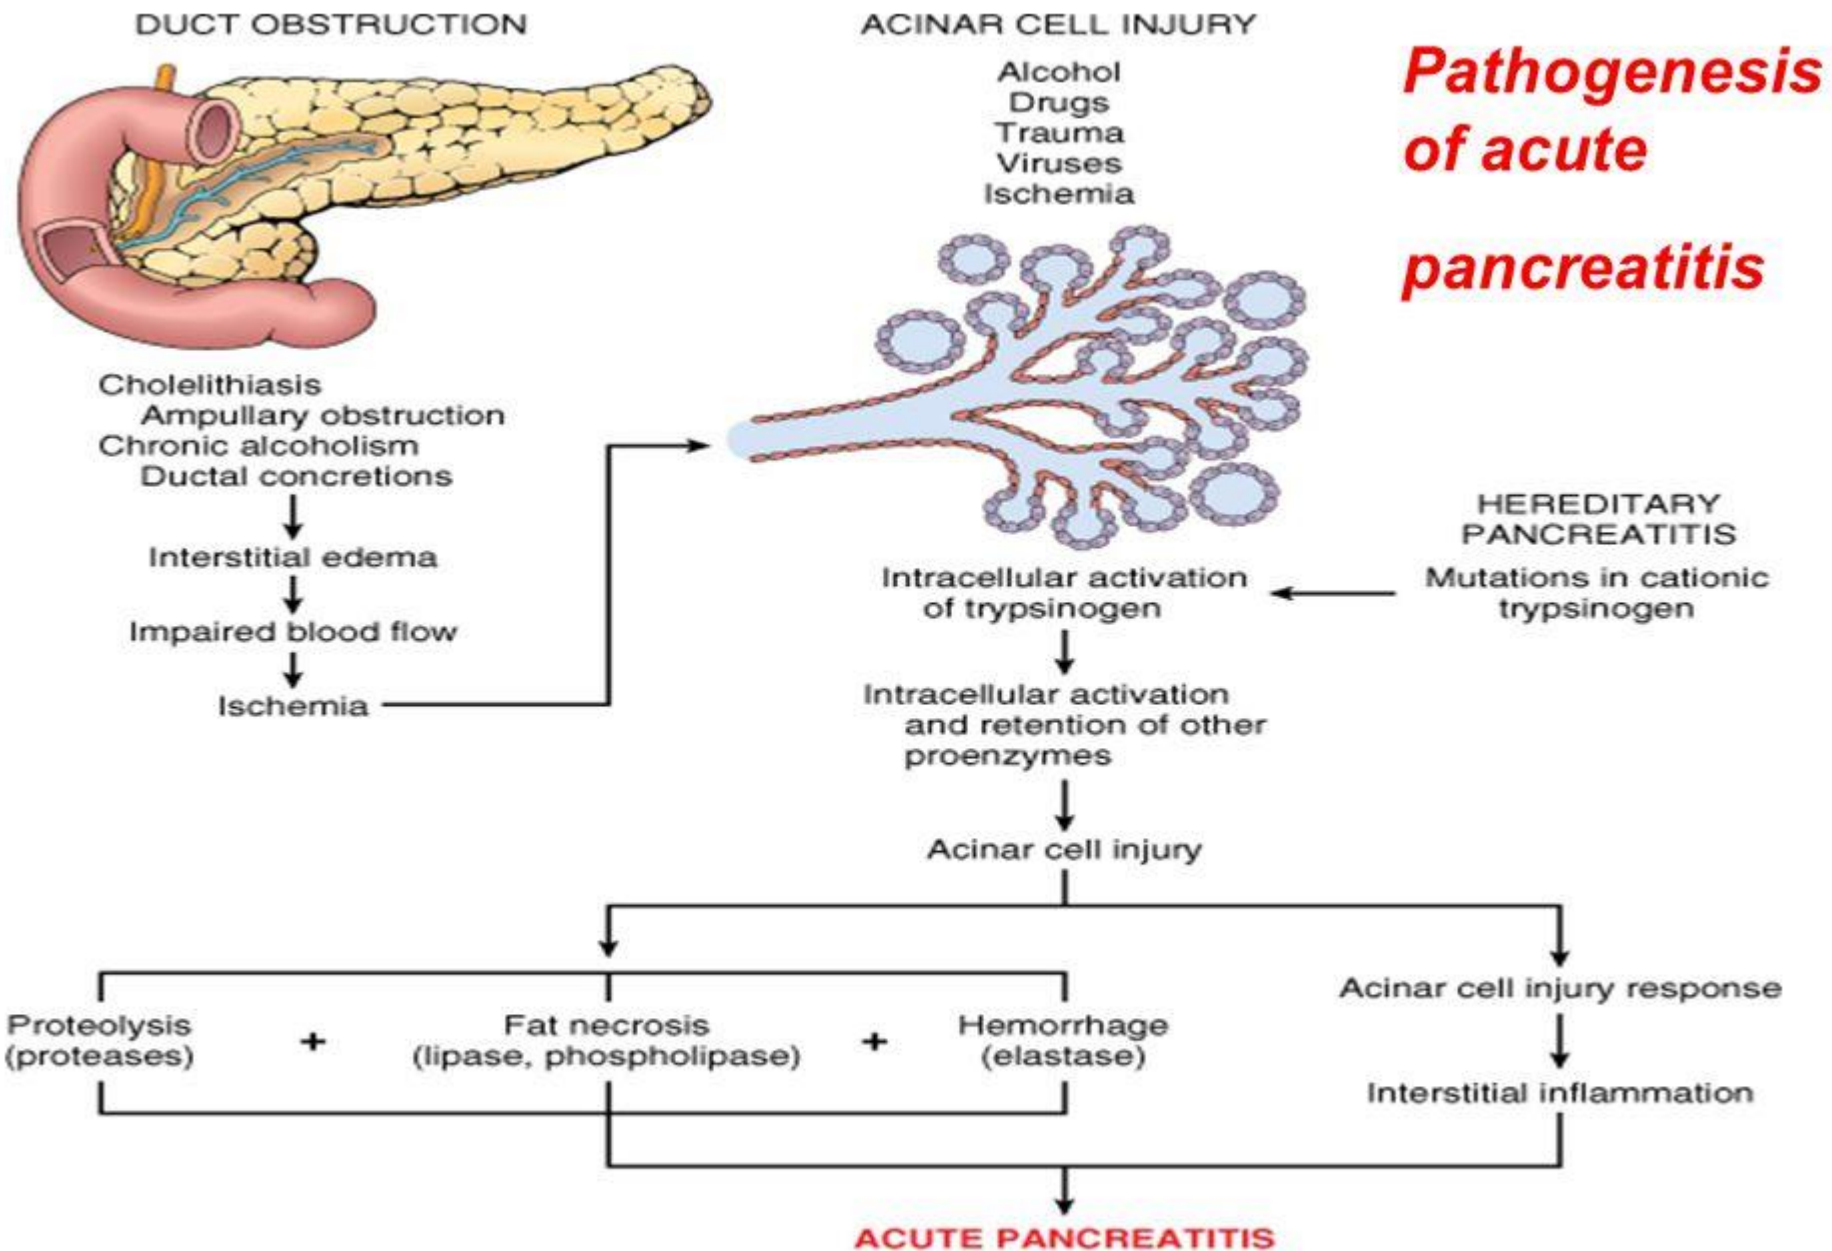 DUCT OBSTRUCTION
Cholelithiasis
Ampullary obstruction
Chronic alcoholism
Ductal concretions
Interstitial edema
Impaired blood flow
Ischemia
ACINAR CELL INJURY
Alcohol
Drugs
Trauma
Viruses
Ischemia
Pathogenesis
of acute
pancreatitis
HEREDITARY
PANCREATITIS
Mutations in cationic
trypsinogen
Intracellular activation
of trypsinogen
Intracellular activation
and retention of other
proenzymes
Acinar cell injury
Proteolysis
(proteases)
+
Fat necrosis
(lipase, phospholipase)
+
Hemorrhage
(elastase)
Acinar cell injury response
Interstitial inflammation
ACUTE PANCREATITIS